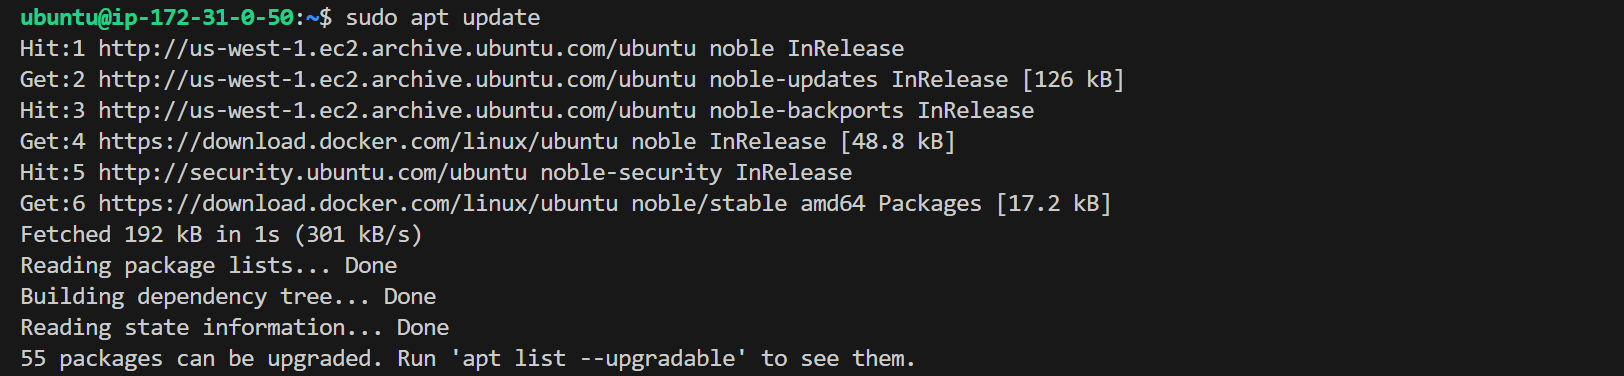 ubuntu@ip-172-31-0-50:~$ sudo apt update
Hit:1 http://us-west-1.ec2.archive.ubuntu.com/ubuntu noble InRelease
Get:2 http://us-west-1.ec2.archive.ubuntu.com/ubuntu noble-updates InRelease [126 kB]
Hit:3 http://us-west-1.ec2.archive.ubuntu.com/ubuntu noble-backports InRelease
Get:4 https://download.docker.com/linux/ubuntu noble InRelease [48.8 kB]
Hit:5 http://security.ubuntu.com/ubuntu noble-security InRelease
Get:6 https://download.docker.com/linux/ubuntu noble/stable amd64 Packages [17.2 kB]
Fetched 192 kB in 1s (301 kB/s)
Reading package lists... Done
Building dependency tree... Done
Reading state information... Done
55 packages can be upgraded. Run 'apt list --upgradable' to see them.